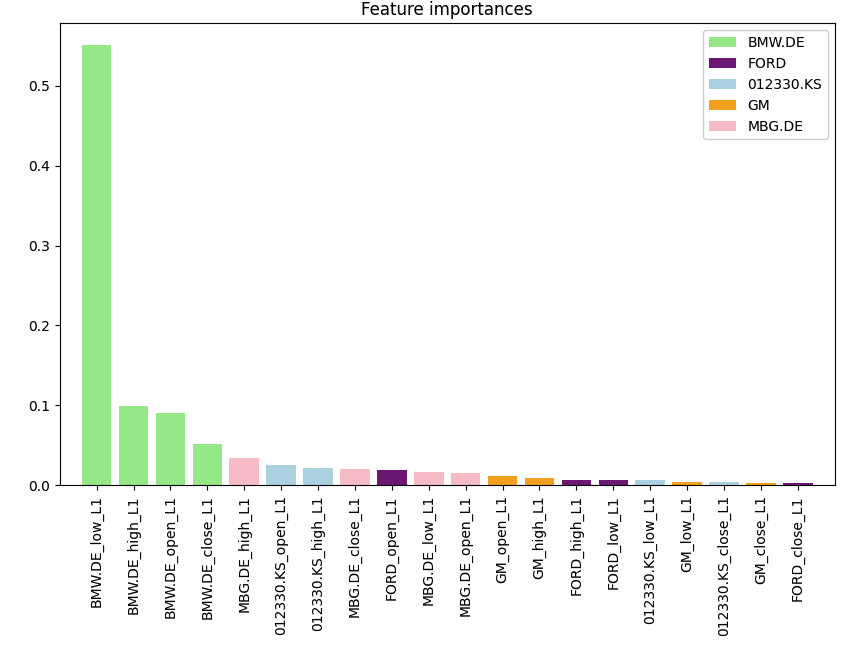 Feature importances
BMW.DE
FORD
012330.KS
GM
MBG.DE
0.5
0.4
0.3
0.2
0.1
0.0
BMW.DE_low_L1
BMW.DE_high_L1
BMW.DE_open_L1
BMW.DE_close_L1
MBG.DE_high_L1
012330.KS_open_L1
012330.KS_high_L1
MBG.DE_close_L1
FORD_open_L1
MBG.DE_low_L1
MBG.DE_open_L1
GM_open_L1
GM_high_L1
FORD_high_L1
FORD_low_L1
012330.KS_low_L1
GM_low_L1
012330.KS_close_L1
GM_close_L1
FORD_close_L1